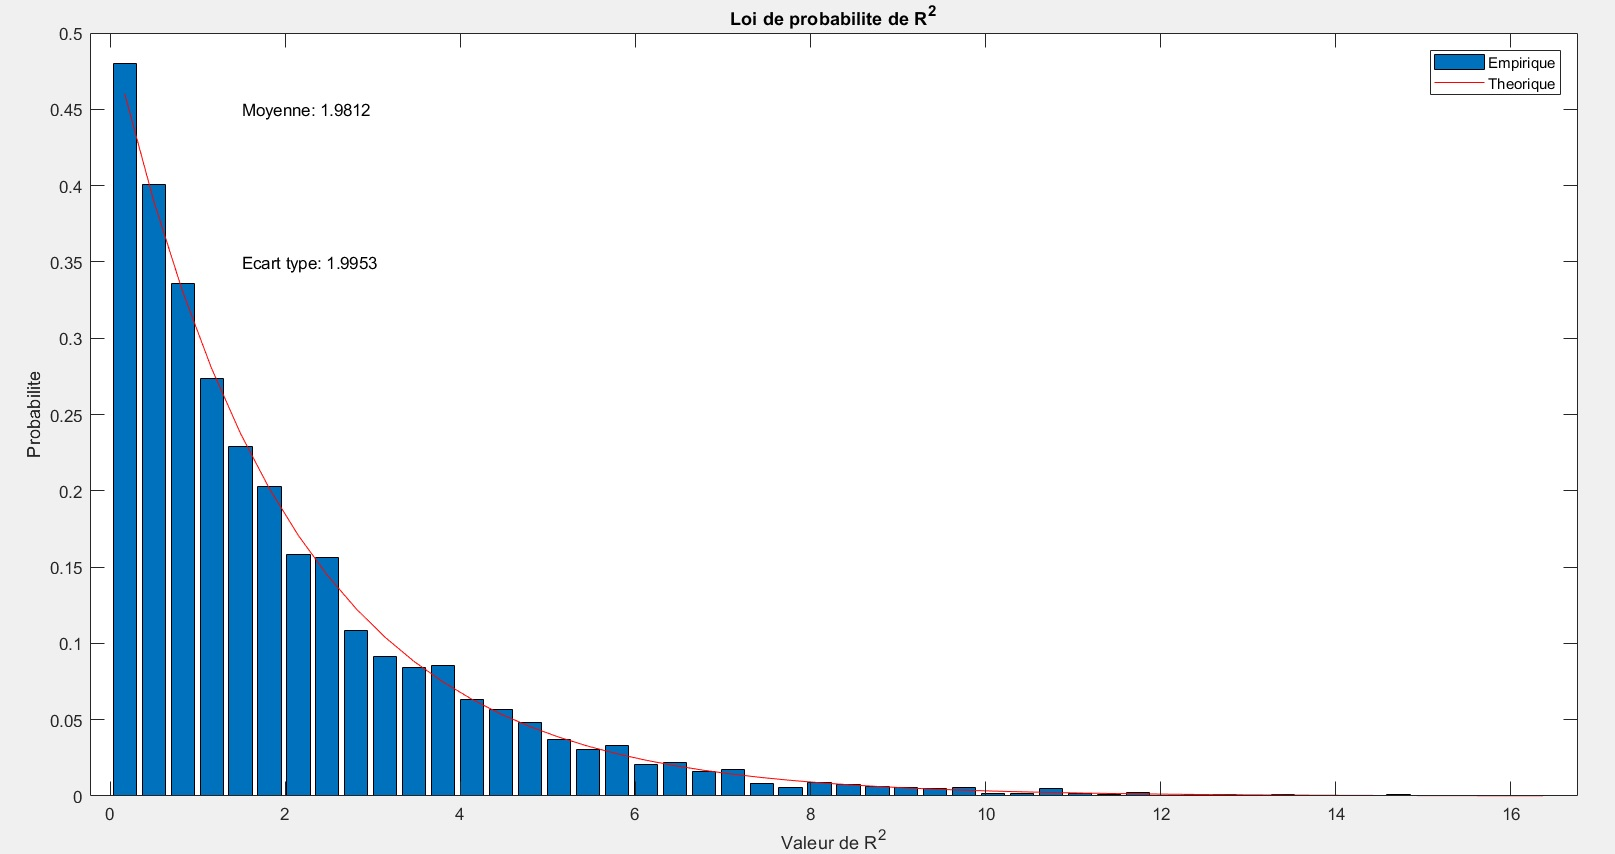 Loi de probabilite de R²
0.5
0.45
0.4
0.35
0.3
0.25
0.2
0.15
0.1
0.05
0
Probabilite
Moyenne: 1.9812
Ecart type: 1.9953
Empirique
Theorique
0 2 4 6 8 10 12 14 16
Valeur de R²